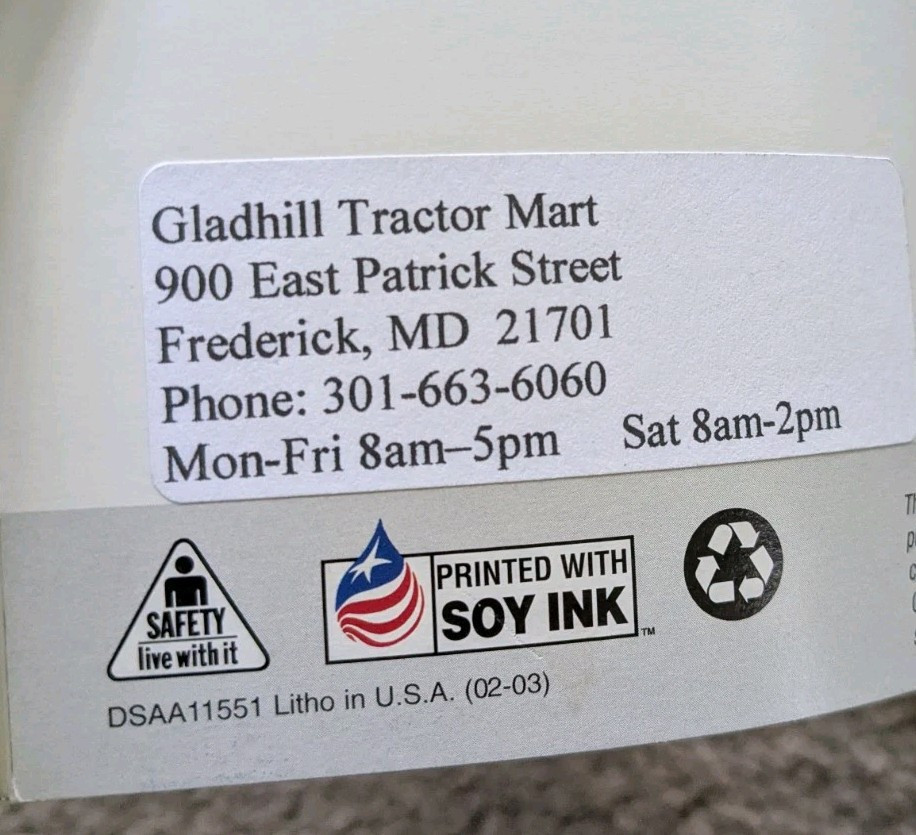 Gladhill Tractor Mart
900 East Patrick Street
Frederick, MD 21701
Phone: 301-663-6060
Mon-Fri 8am–5pm Sat 8am-2pm
SAFETY
live with it
PRINTED WITH
SOY INK™
DSAA11551 Litho in U.S.A. (02-03)